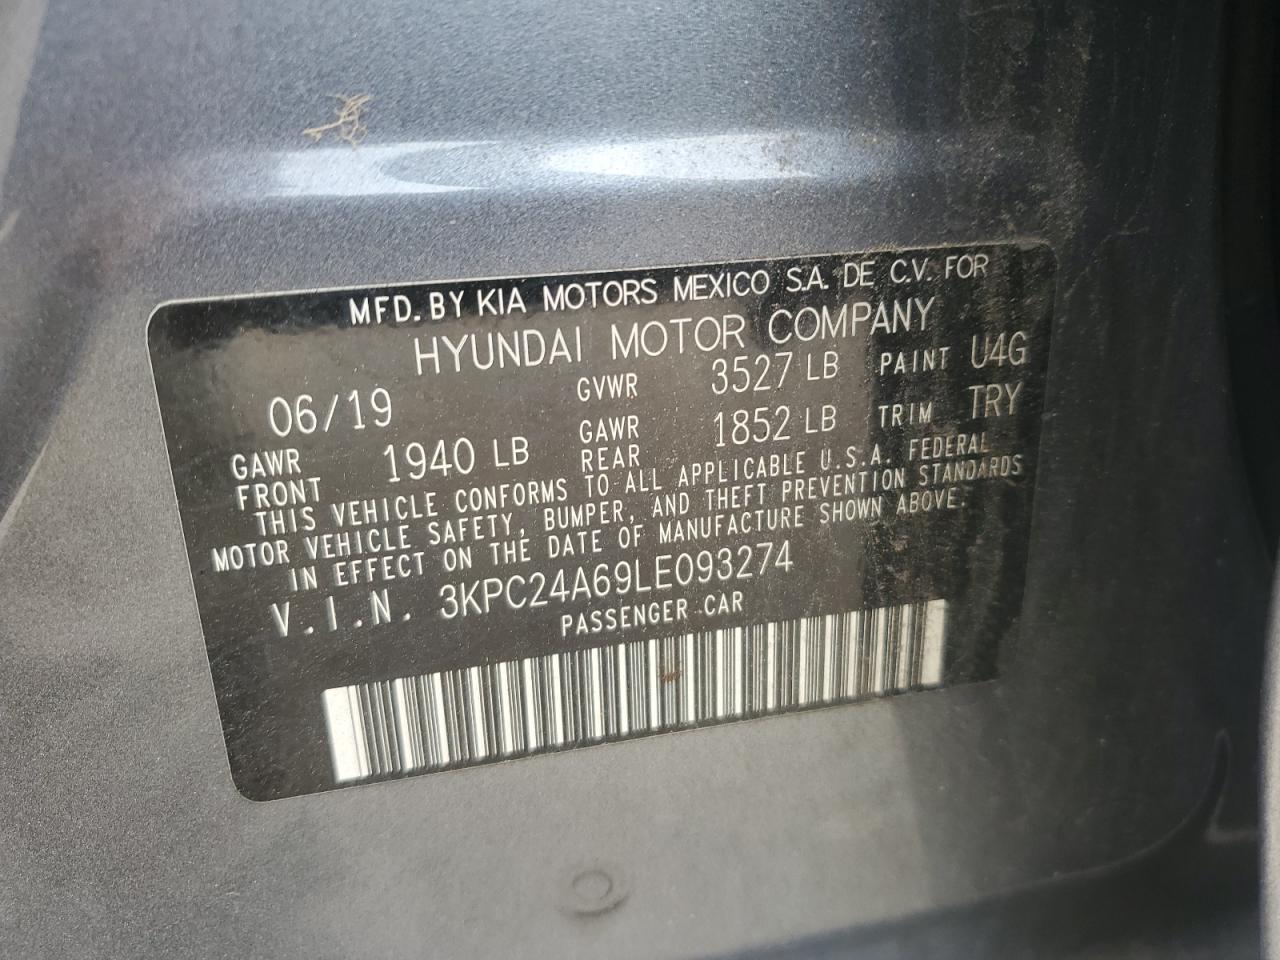 MFD. BY KIA MOTORS MEXICO S.A. DE C.V. FOR
HYUNDAI MOTOR COMPANY
06/19 GVWR 3527 LB PAINT U4G
GAWR FRONT 1940 LB GAWR REAR 1852 LB TRIM TRY
THIS VEHICLE CONFORMS TO ALL APPLICABLE U.S.A. FEDERAL
MOTOR VEHICLE SAFETY, BUMPER, AND THEFT PREVENTION STANDARDS
IN EFFECT ON THE DATE OF MANUFACTURE SHOWN ABOVE.
V.I.N. 3KPC24A69LE093274
PASSENGER CAR